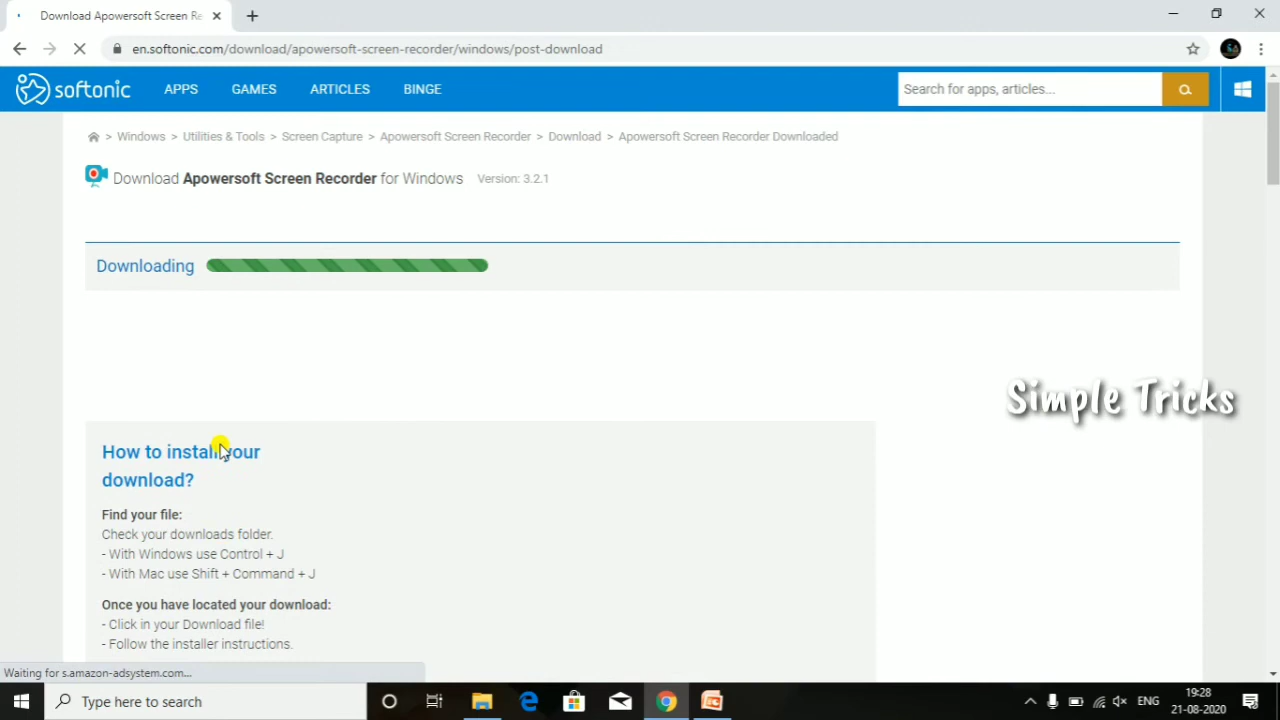 Download Apowersoft Screen Re
en.softonic.com/download/apowersoft-screen-recorder/windows/post-download
softonic APPS GAMES ARTICLES BINGE Search for apps, articles...
> Windows > Utilities & Tools > Screen Capture > Apowersoft Screen Recorder > Download > Apowersoft Screen Recorder Downloaded
Download Apowersoft Screen Recorder for Windows Version: 3.2.1
Downloading
Simple Tricks
How to install your
download?
Find your file:
Check your downloads folder.
- With Windows use Control + J
- With Mac use Shift + Command + J
Once you have located your download:
- Click in your Download file!
- Follow the installer instructions.
Waiting for s.amazon-adsystem.com...
Type here to search
ENG
19:28
21-08-2020